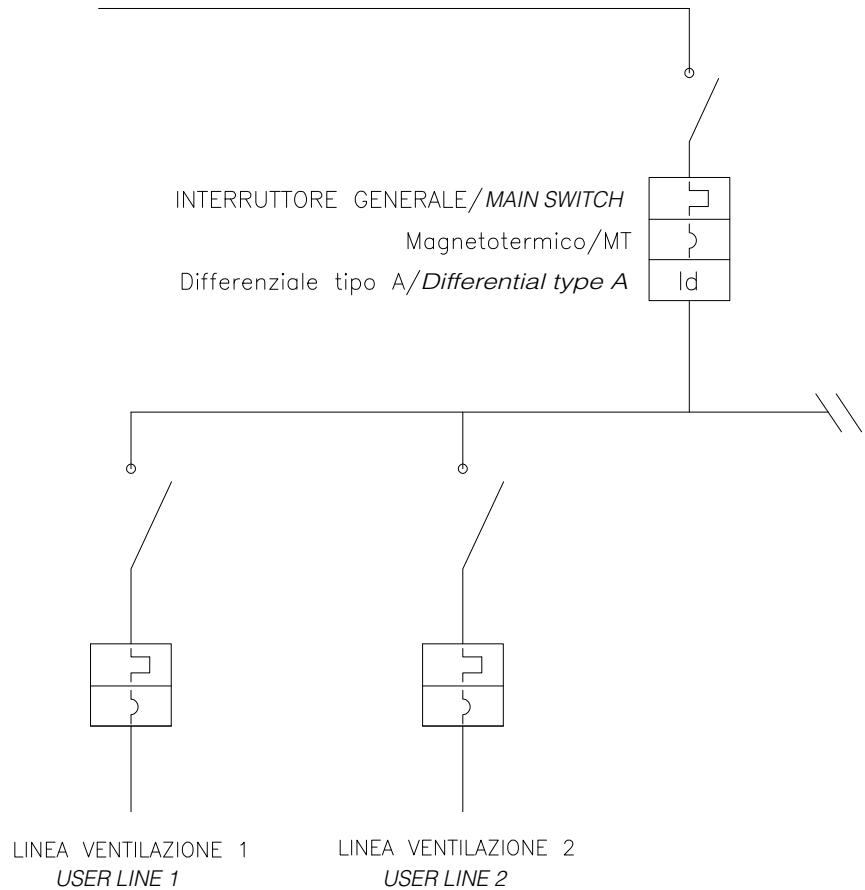 INTERRUTTORE GENERALE/MAIN SWITCH
Magnetotermico/MT
Differenziale tipo A/Differential type A
Id
LINEA VENTILAZIONE 1
USER LINE 1
LINEA VENTILAZIONE 2
USER LINE 2